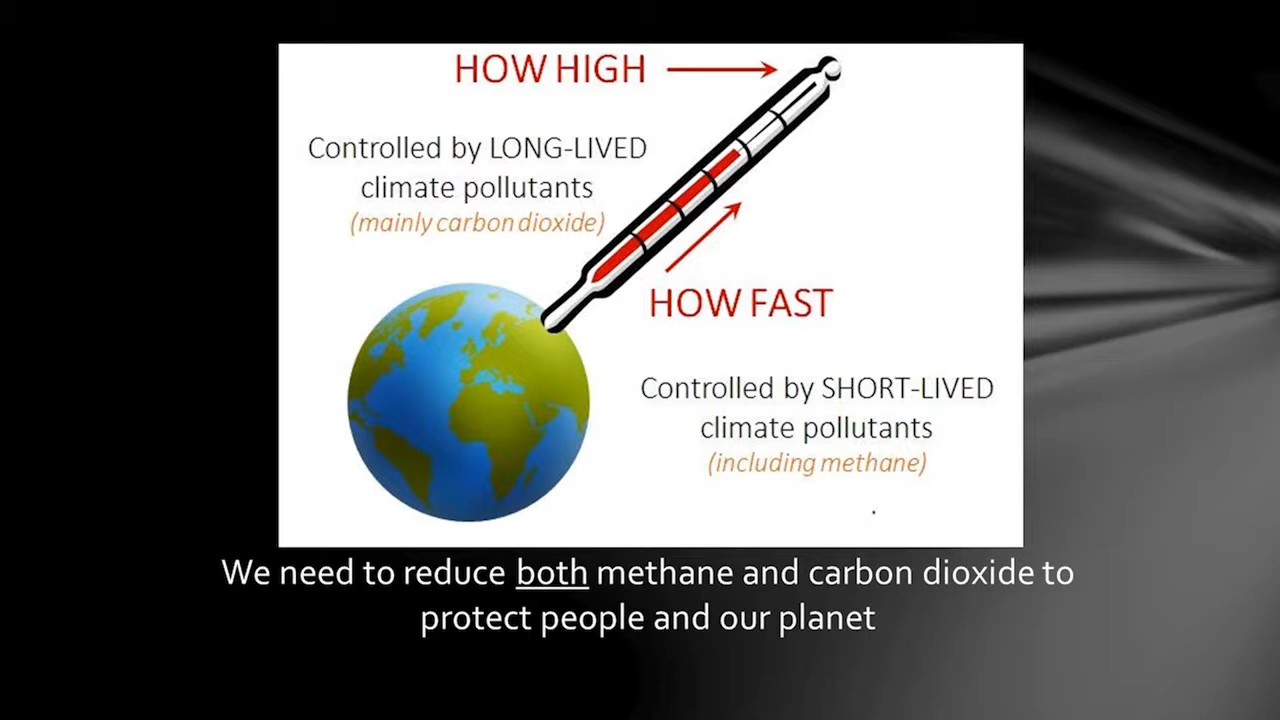 HOW HIGH
Controlled by LONG-LIVED
climate pollutants
(mainly carbon dioxide)
HOW FAST
Controlled by SHORT-LIVED
climate pollutants
(including methane)
We need to reduce both methane and carbon dioxide to
protect people and our planet